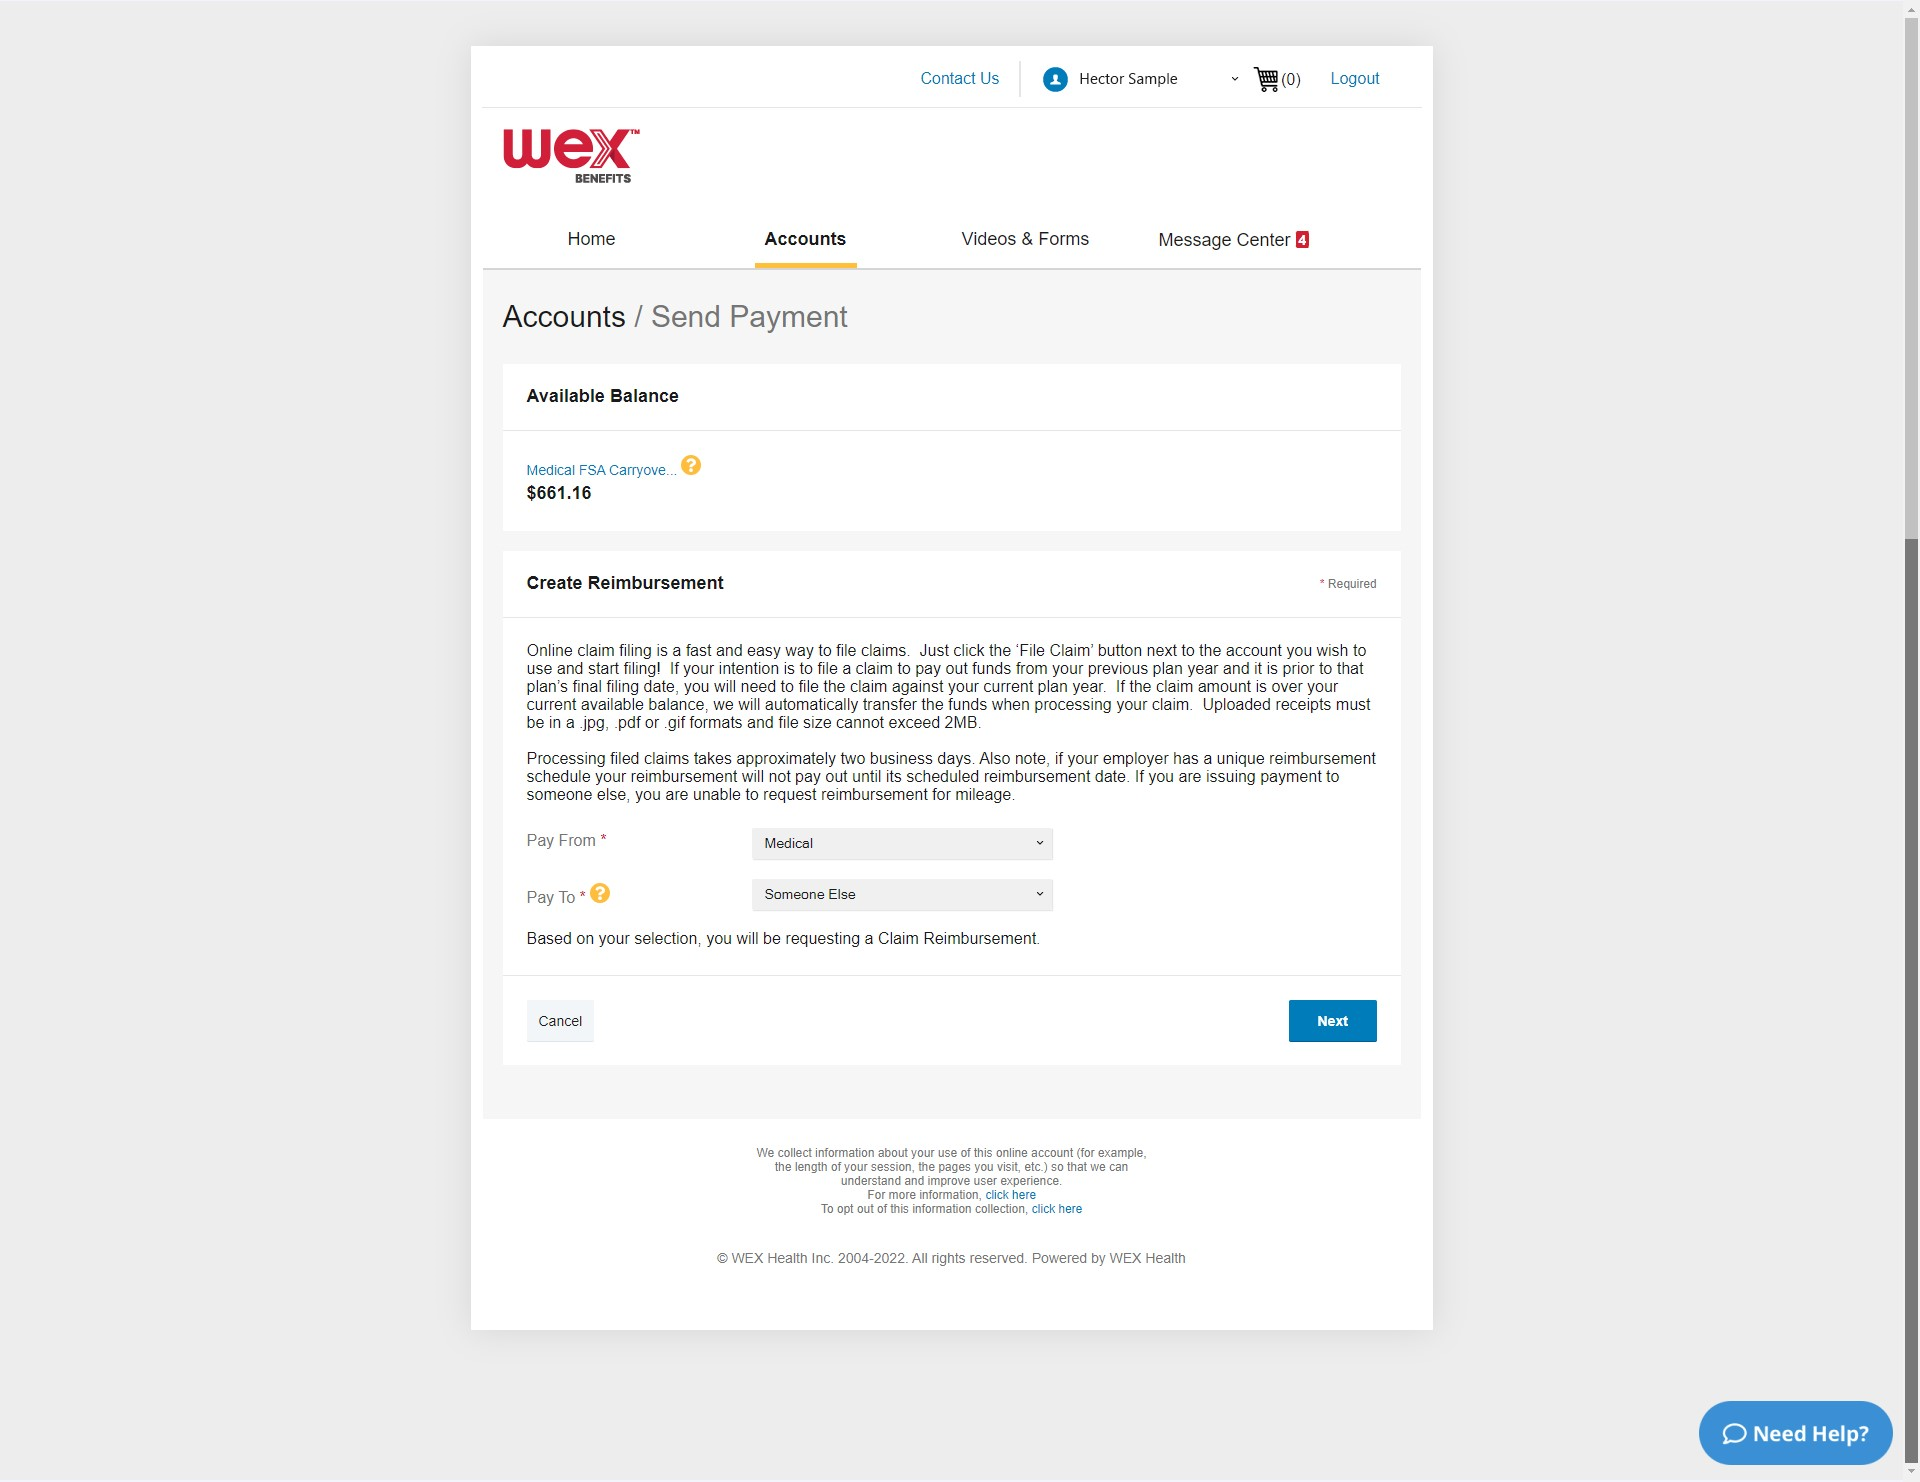 Contact Us
Hector Sample
(0)
Logout
wex™
BENEFITS
Home
Accounts
Videos & Forms
Message Center 4
Accounts / Send Payment
Available Balance
Medical FSA Carryove... ?
$661.16
Create Reimbursement
* Required
Online claim filing is a fast and easy way to file claims.  Just click the ‘File Claim’ button next to the account you wish to
use and start filing!  If your intention is to file a claim to pay out funds from your previous plan year and it is prior to that
plan’s final filing date, you will need to file the claim against your current plan year.  If the claim amount is over your
current available balance, we will automatically transfer the funds when processing your claim.  Uploaded receipts must
be in a .jpg, .pdf or .gif formats and file size cannot exceed 2MB.
Processing filed claims takes approximately two business days. Also note, if your employer has a unique reimbursement
schedule your reimbursement will not pay out until its scheduled reimbursement date. If you are issuing payment to
someone else, you are unable to request reimbursement for mileage.
Pay From *
Medical
Pay To * ?
Someone Else
Based on your selection, you will be requesting a Claim Reimbursement.
Cancel
Next
We collect information about your use of this online account (for example,
the length of your session, the pages you visit, etc.) so that we can
understand and improve user experience.
For more information, click here
To opt out of this information collection, click here
© WEX Health Inc. 2004-2022. All rights reserved. Powered by WEX Health
Need Help?